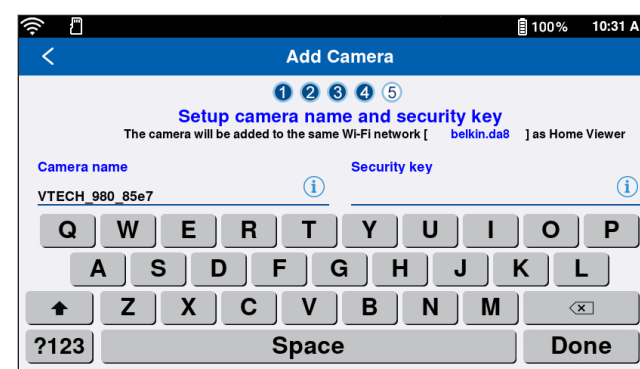 100% 10:31 A
Add Camera
1 2 3 4 5
Setup camera name and security key
The camera will be added to the same Wi-Fi network [ belkin.da8 ] as Home Viewer
Camera name Security key
VTECH_980_85e7
Q W E R T Y U I O P
A S D F G H J K L
Z X C V B N M
?123 Space Done